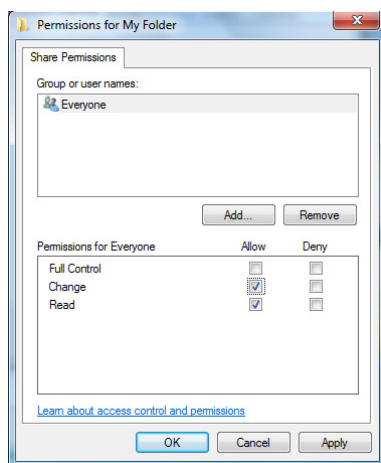 Permissions for My Folder
Share Permissions
Group or user names:
Everyone
Add... Remove
Permissions for Everyone Allow Deny
Full Control
Change
Read
Learn about access control and permissions
OK Cancel Apply